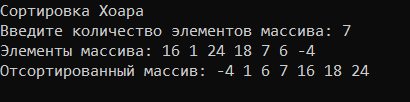 Сортировка Хоара
Введите количество элементов массива: 7
Элементы массива: 16 1 24 18 7 6 -4
Отсортированный массив: -4 1 6 7 16 18 24